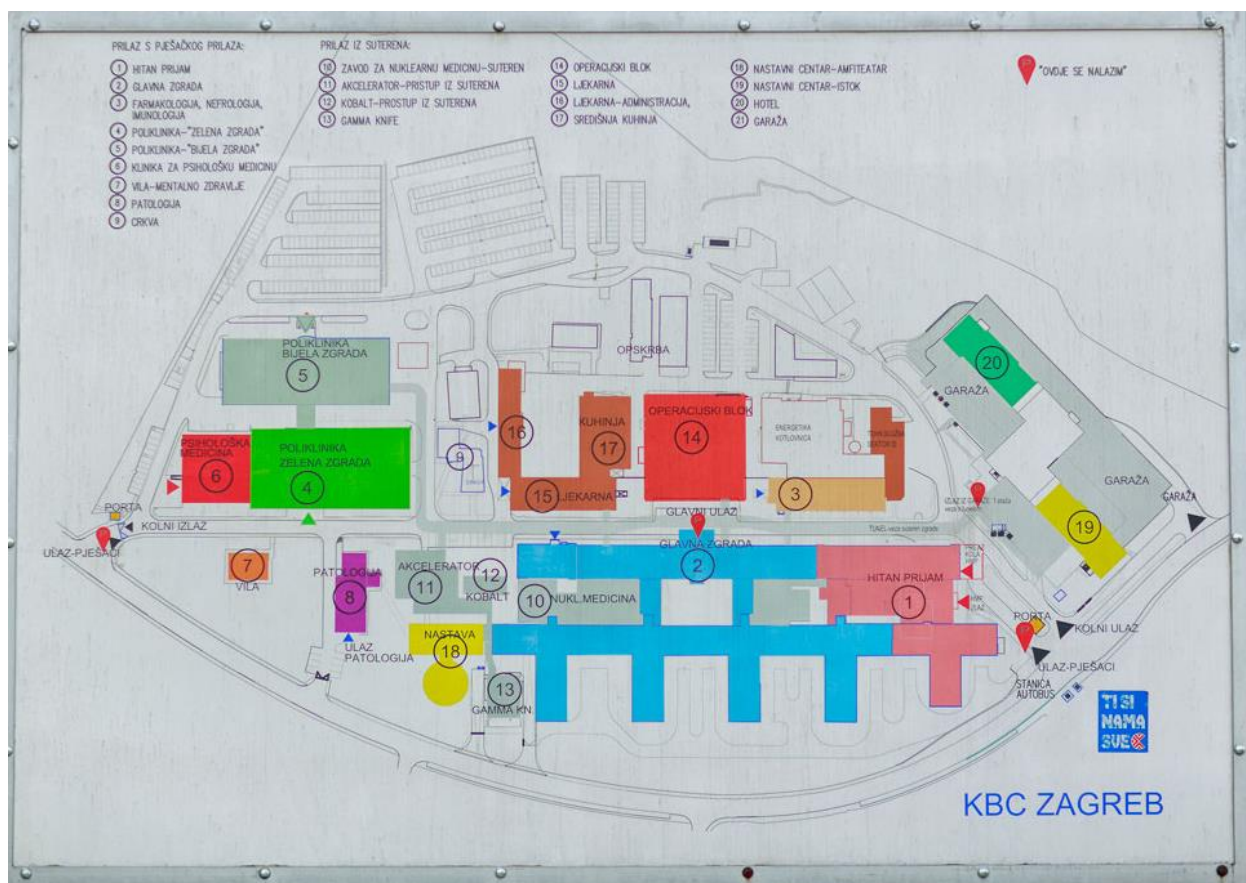 PRILAZ S PJEŠAČKOG PRILAZA:
1 HITAN PRIJAM
2 GLAVNA ZGRADA
3 FARMAKOLOGIJA, NEFROLOGIJA,
IMUNOLOGIJA
4 POLIKLINIKA-"ZELENA ZGRADA"
5 POLIKLINIKA-"BIJELA ZGRADA"
6 KLINIKA ZA PSIHOLOŠKU MEDICINU
7 VILA-MENTALNO ZDRAVLJE
8 PATOLOGIJA
9 CRKVA
PRILAZ IZ SUTERENA:
10 ZAVOD ZA NUKLEARNU MEDICINU-SUTEREN
11 AKCELERATOR-PRISTUP IZ SUTERENA
12 KOBALT-PROSTUP IZ SUTERENA
13 GAMMA KNIFE
14 OPERACIJSKI BLOK
15 LJEKARNA
16 LJEKARNA-ADMINISTRACIJA,
17 SREDIŠNJA KUHINJA
18 NASTAVNI CENTAR-AMFITEATAR
19 NASTAVNI CENTAR-ISTOK
20 HOTEL
21 GARAŽA
"OVDJE SE NALAZIM"
POLIKLINIKA
BIJELA ZGRADA
5
OPSKRBA
20
GARAŽA
PSIHOLOŠKA
MEDICINA
6
POLIKLINIKA
ZELENA ZGRADA
4
9
16
KUHINJA
17
15 LJEKARNA
OPERACIJSKI BLOK
14
ENERGETIKA
KOTLOVNICA
3
GARAŽA
GARAŽA
19
PORTA
KOLNI IZLAZ
ULAZ-PJEŠACI
GLAVNI ULAZ
GLAVNA ZGRADA
2
7
VILA
PATOLOGIJA
8
ULAZ
PATOLOGIJA
AKCELERATOR
11
12
KOBALT
10 NUKL.MEDICINA
HITAN PRIJAM
1
NASTAVA
18
13
GAMMA KN.
PORTA
KOLNI ULAZ
ULAZ-PJEŠACI
STANICA
AUTOBUS
TI SI
NAMA
SVE
KBC ZAGREB